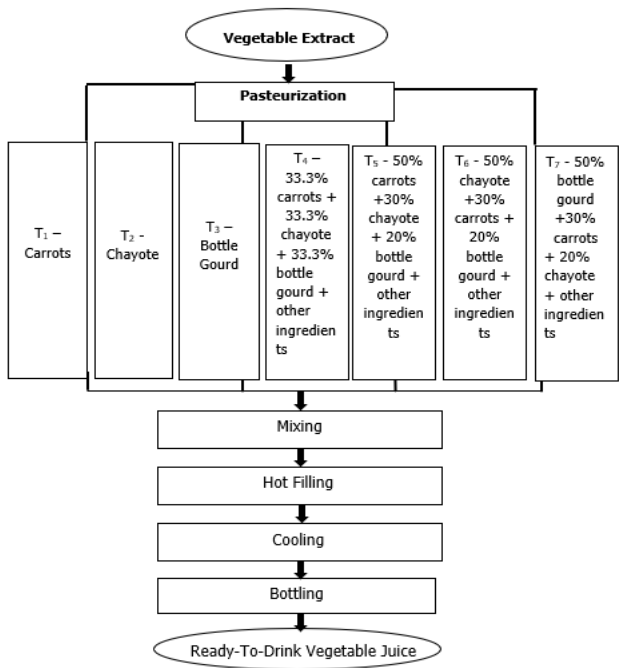 Vegetable Extract
Pasteurization
T₁ –
Carrots
T₂ -
Chayote
T₃ –
Bottle
Gourd
T₄ –
33.3%
carrots +
33.3%
chayote
+ 33.3%
bottle
gourd +
other
ingredien
ts
T₅ - 50%
carrots
+30%
chayote
+ 20%
bottle
gourd +
other
ingredien
ts
T₆ - 50%
chayote
+30%
carrots +
20%
bottle
gourd +
other
ingredien
ts
T₇ - 50%
bottle
gourd
+30%
carrots
+ 20%
chayote
+ other
ingredien
ts
Mixing
Hot Filling
Cooling
Bottling
Ready-To-Drink Vegetable Juice